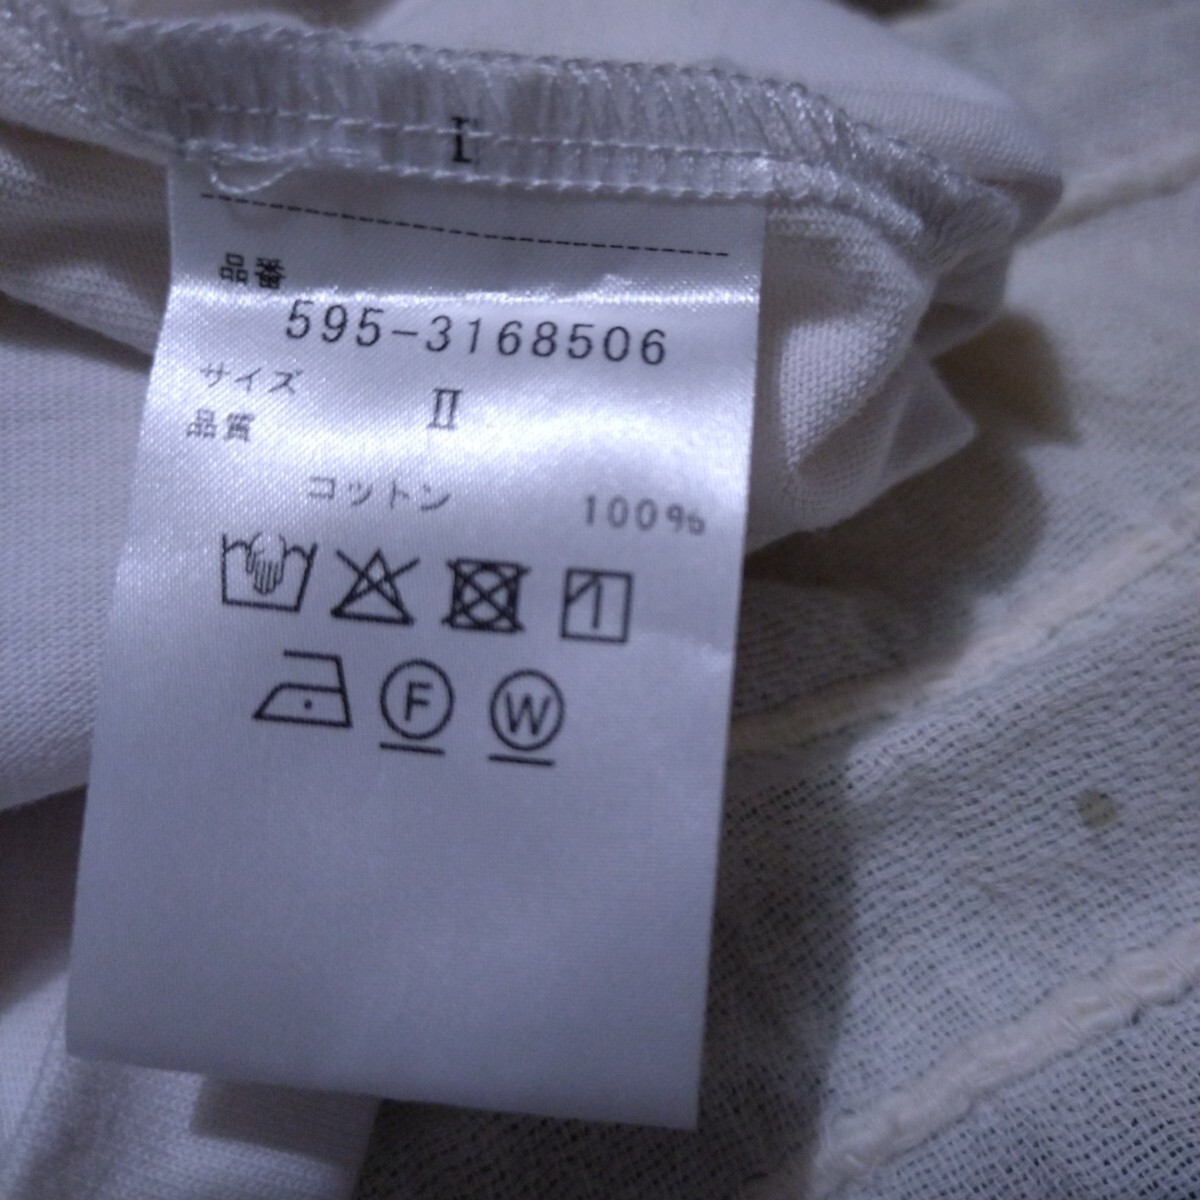 品番
595-3168506
サイズ II
品質
コットン 100%
F W